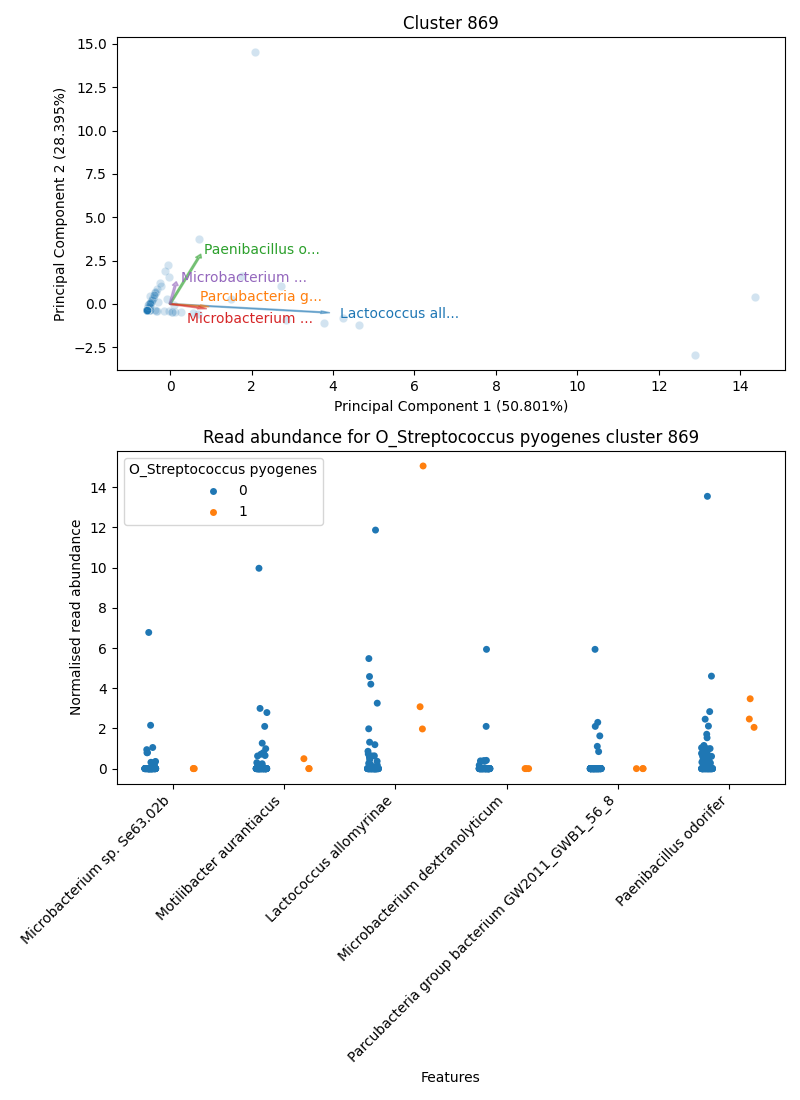 Cluster 869
15.0
12.5
10.0
7.5
5.0
2.5
0.0
−2.5
Principal Component 2 (28.395%)
Paenibacillus o...
Microbacterium ...
Parcubacteria g...
Lactococcus all...
Microbacterium ...
0 2 4 6 8 10 12 14
Principal Component 1 (50.801%)
Read abundance for O_Streptococcus pyogenes cluster 869
O_Streptococcus pyogenes
0
1
14
12
10
8
6
4
2
0
Normalised read abundance
Microbacterium sp. Se63.02b
Motilibacter aurantiacus
Lactococcus allomyrinae
Microbacterium dextranolyticum
Parcubacteria group bacterium GW2011_GWB1_56_8
Paenibacillus odorifer
Features